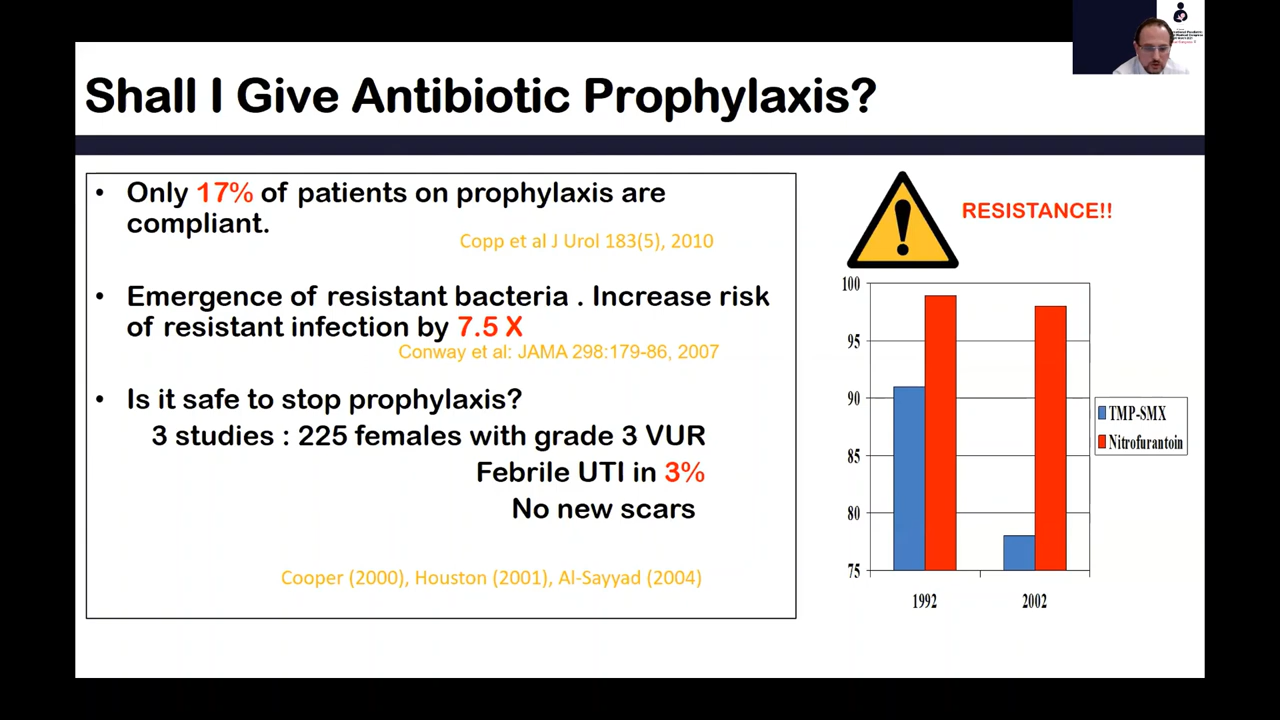 Shall I Give Antibiotic Prophylaxis?
• Only 17% of patients on prophylaxis are
compliant.
Copp et al J Urol 183(5), 2010
• Emergence of resistant bacteria . Increase risk
of resistant infection by 7.5 X
Conway et al: JAMA 298:179-86, 2007
• Is it safe to stop prophylaxis?
3 studies : 225 females with grade 3 VUR
Febrile UTI in 3%
No new scars
Cooper (2000), Houston (2001), Al-Sayyad (2004)
RESISTANCE!!
100
95
90
85
80
75
1992
2002
TMP-SMX
Nitrofurantoin